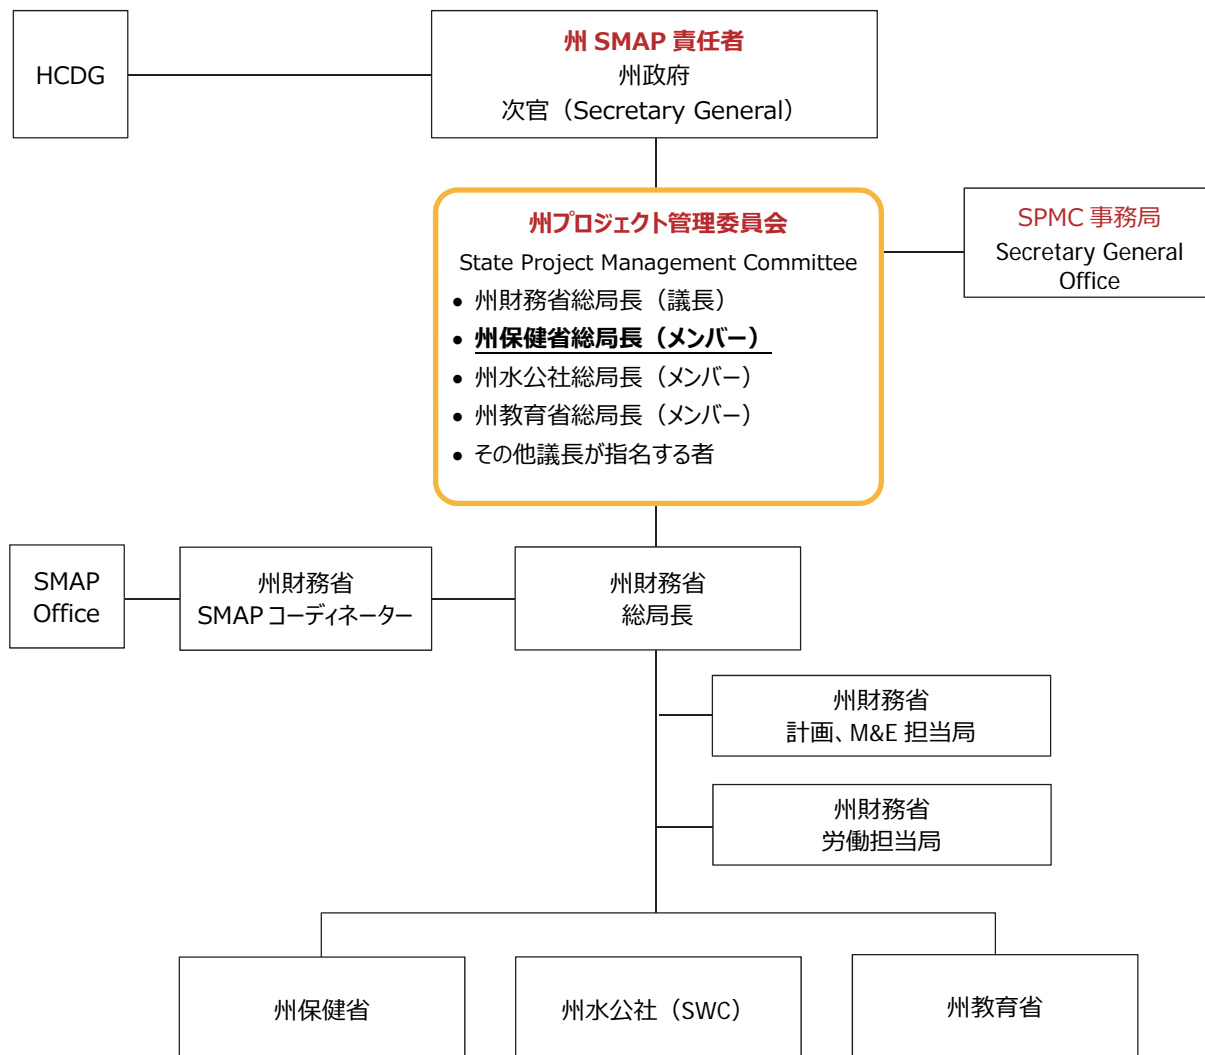 HCDG
州 SMAP 責任者
州政府
次官（Secretary General）
州プロジェクト管理委員会
State Project Management Committee
● 州財務省総局長（議長）
● 州保健省総局長（メンバー）
● 州水公社総局長（メンバー）
● 州教育省総局長（メンバー）
● その他議長が指名する者
SPMC 事務局
Secretary General
Office
SMAP
Office
州財務省
SMAP コーディネーター
州財務省
総局長
州財務省
計画、M&E 担当局
州財務省
労働担当局
州保健省
州水公社（SWC）
州教育省